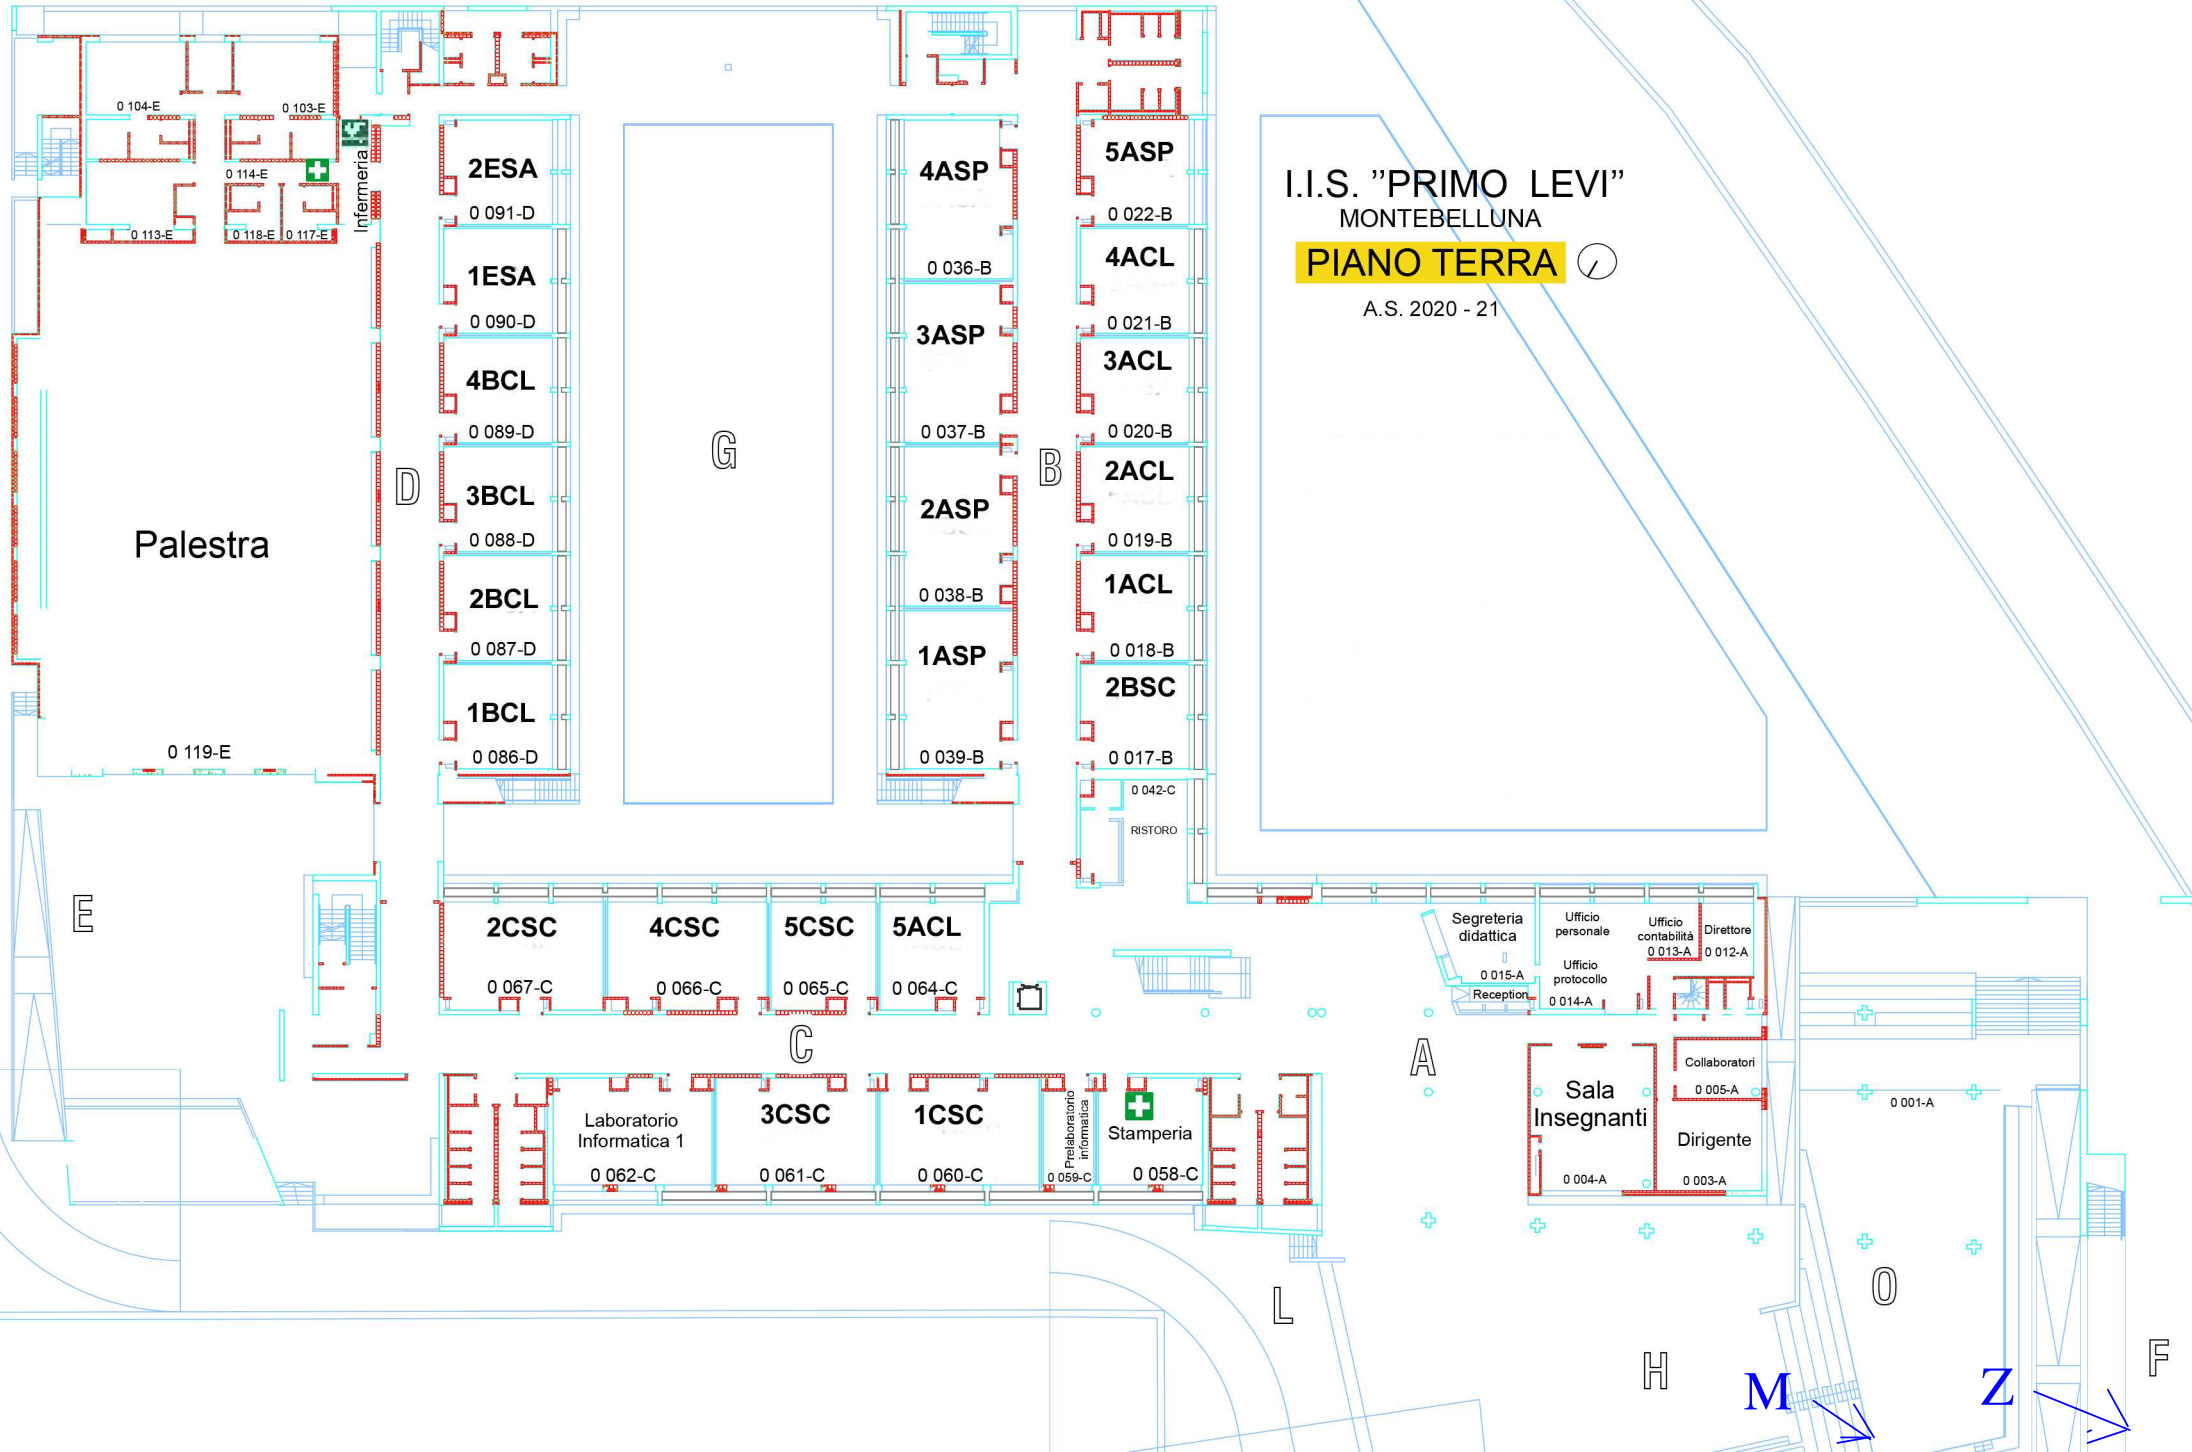 I.I.S. "PRIMO LEVI"
MONTEBELLUNA
PIANO TERRA
A.S. 2020 - 21
0 104-E
0 103-E
0 114-E
0 113-E
0 118-E
0 117-E
Infermeria
Palestra
0 119-E
E
D
2ESA
0 091-D
1ESA
0 090-D
4BCL
0 089-D
3BCL
0 088-D
2BCL
0 087-D
1BCL
0 086-D
G
4ASP
0 036-B
3ASP
0 037-B
2ASP
0 038-B
1ASP
0 039-B
B
5ASP
0 022-B
4ACL
0 021-B
3ACL
0 020-B
2ACL
0 019-B
1ACL
0 018-B
2BSC
0 017-B
0 042-C
RISTORO
2CSC
0 067-C
4CSC
0 066-C
5CSC
0 065-C
5ACL
0 064-C
C
Laboratorio
Informatica 1
0 062-C
3CSC
0 061-C
1CSC
0 060-C
Prelaboratorio
informatica
0 059-C
Stamperia
0 058-C
A
Segreteria
didattica
0 015-A
Reception
Ufficio
personale
Ufficio
protocollo
0 014-A
Ufficio
contabilità
0 013-A
Direttore
0 012-A
Sala
Insegnanti
0 004-A
Collaboratori
0 005-A
Dirigente
0 003-A
0 001-A
L
H
O
F
M
Z